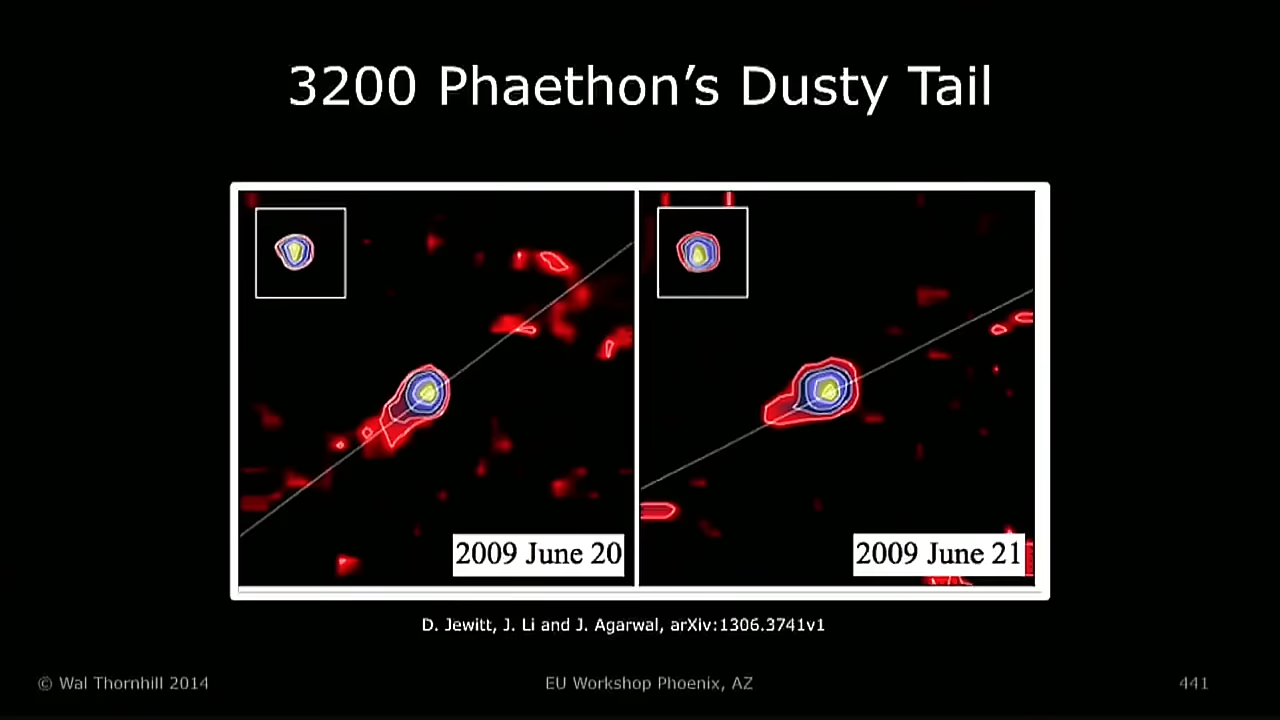 3200 Phaethon’s Dusty Tail
2009 June 20
2009 June 21
D. Jewitt, J. Li and J. Agarwal, arXiv:1306.3741v1
© Wal Thornhill 2014
EU Workshop Phoenix, AZ
441